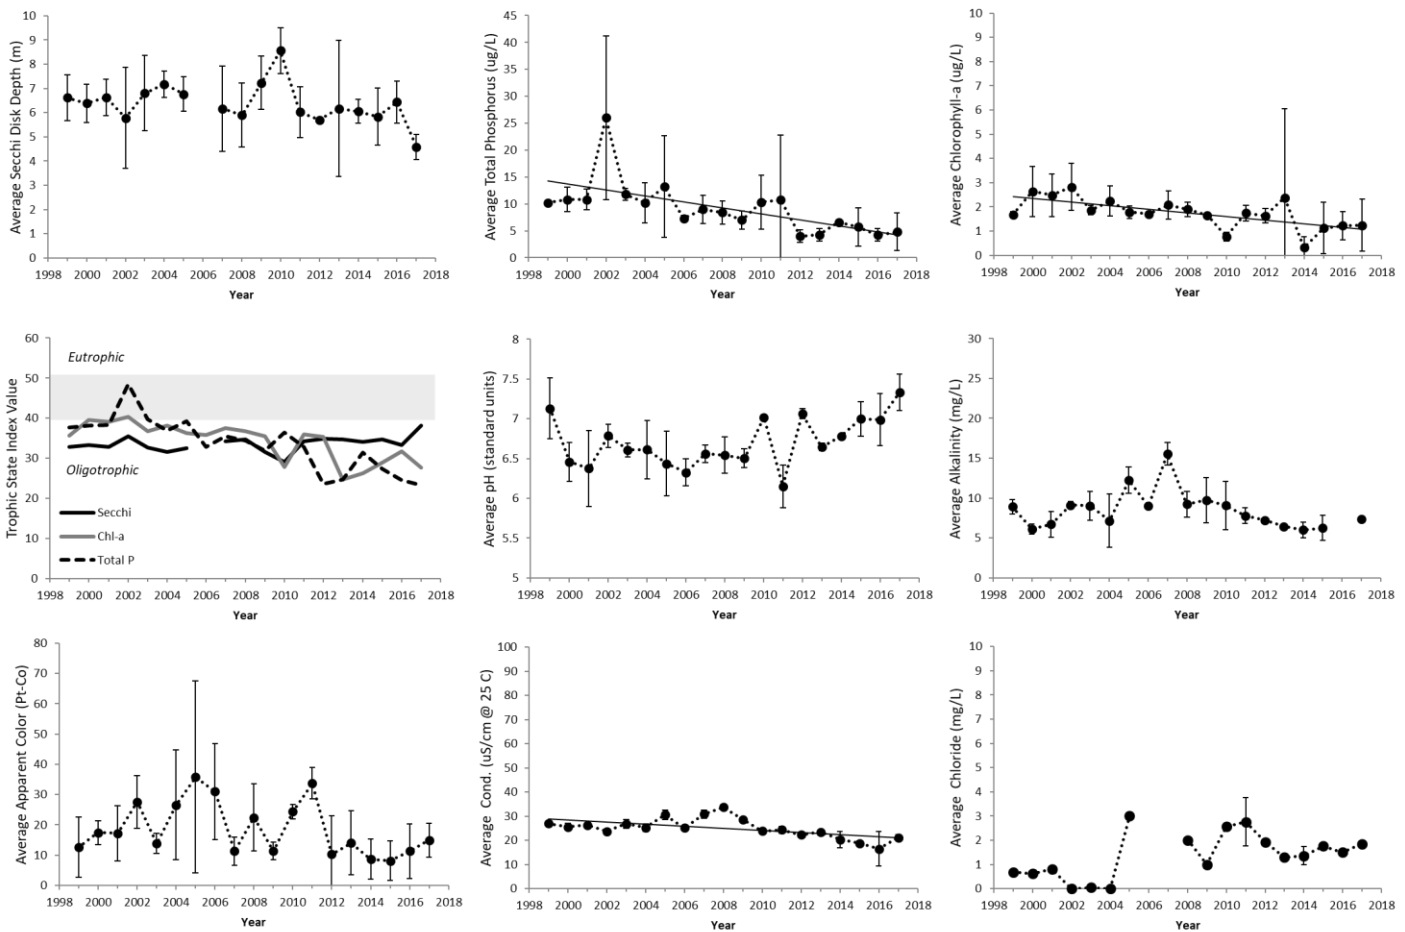 Average Secchi Disk Depth (m)
10
9
8
7
6
5
4
3
2
1
0
1998 2000 2002 2004 2006 2008 2010 2012 2014 2016 2018
Year
Average Total Phosphorus (ug/L)
45
40
35
30
25
20
15
10
5
0
1998 2000 2002 2004 2006 2008 2010 2012 2014 2016 2018
Year
Average Chlorophyll-a (ug/L)
10
9
8
7
6
5
4
3
2
1
0
1998 2000 2002 2004 2006 2008 2010 2012 2014 2016 2018
Year
Trophic State Index Value
60
50
40
30
20
10
0
Eutrophic
Oligotrophic
Secchi
Chl-a
Total P
1998 2000 2002 2004 2006 2008 2010 2012 2014 2016 2018
Year
Average pH (standard units)
8
7.5
7
6.5
6
5.5
5
1998 2000 2002 2004 2006 2008 2010 2012 2014 2016 2018
Year
Average Alkalinity (mg/L)
30
25
20
15
10
5
0
1998 2000 2002 2004 2006 2008 2010 2012 2014 2016 2018
Year
Average Apparent Color (Pt-Co)
80
70
60
50
40
30
20
10
0
1998 2000 2002 2004 2006 2008 2010 2012 2014 2016 2018
Year
Average Cond. (uS/cm @ 25 C)
100
90
80
70
60
50
40
30
20
10
0
1998 2000 2002 2004 2006 2008 2010 2012 2014 2016 2018
Year
Average Chloride (mg/L)
10
9
8
7
6
5
4
3
2
1
0
1998 2000 2002 2004 2006 2008 2010 2012 2014 2016 2018
Year